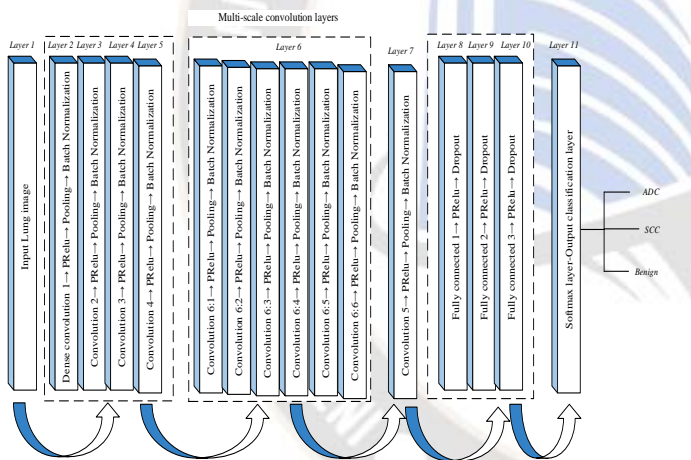 Multi-scale convolution layers
Layer 1
Layer 2
Layer 3
Layer 4
Layer 5
Layer 6
Layer 7
Layer 8
Layer 9
Layer 10
Layer 11
Input Lung image
Dense convolution 1→ PRelu→ Pooling→ Batch Normalization
Convolution 2→ PRelu→ Pooling→ Batch Normalization
Convolution 3→ PRelu→ Pooling→ Batch Normalization
Convolution 4→ PRelu→ Pooling→ Batch Normalization
Convolution 6:1→ PRelu→ Pooling→ Batch Normalization
Convolution 6:2→ PRelu→ Pooling→ Batch Normalization
Convolution 6:3→ PRelu→ Pooling→ Batch Normalization
Convolution 6:4→ PRelu→ Pooling→ Batch Normalization
Convolution 6:5→ PRelu→ Pooling→ Batch Normalization
Convolution 6:6→ PRelu→ Pooling→ Batch Normalization
Convolution 5→ PRelu→ Pooling→ Batch Normalization
Fully connected 1→ PRelu→ Dropout
Fully connected 2→ PRelu→ Dropout
Fully connected 3→ PRelu→ Dropout
Softmax layer-Output classification layer
ADC
SCC
Benign